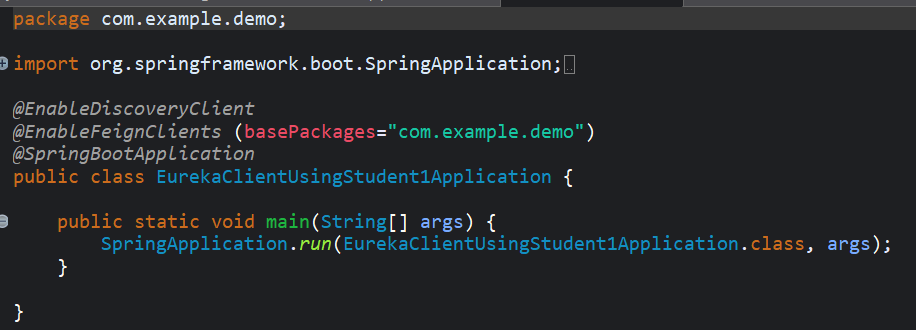 package com.example.demo;
import org.springframework.boot.SpringApplication;
@EnableDiscoveryClient
@EnableFeignClients (basePackages="com.example.demo")
@SpringBootApplication
public class EurekaClientUsingStudent1Application {
public static void main(String[] args) {
SpringApplication.run(EurekaClientUsingStudent1Application.class, args);
}
}